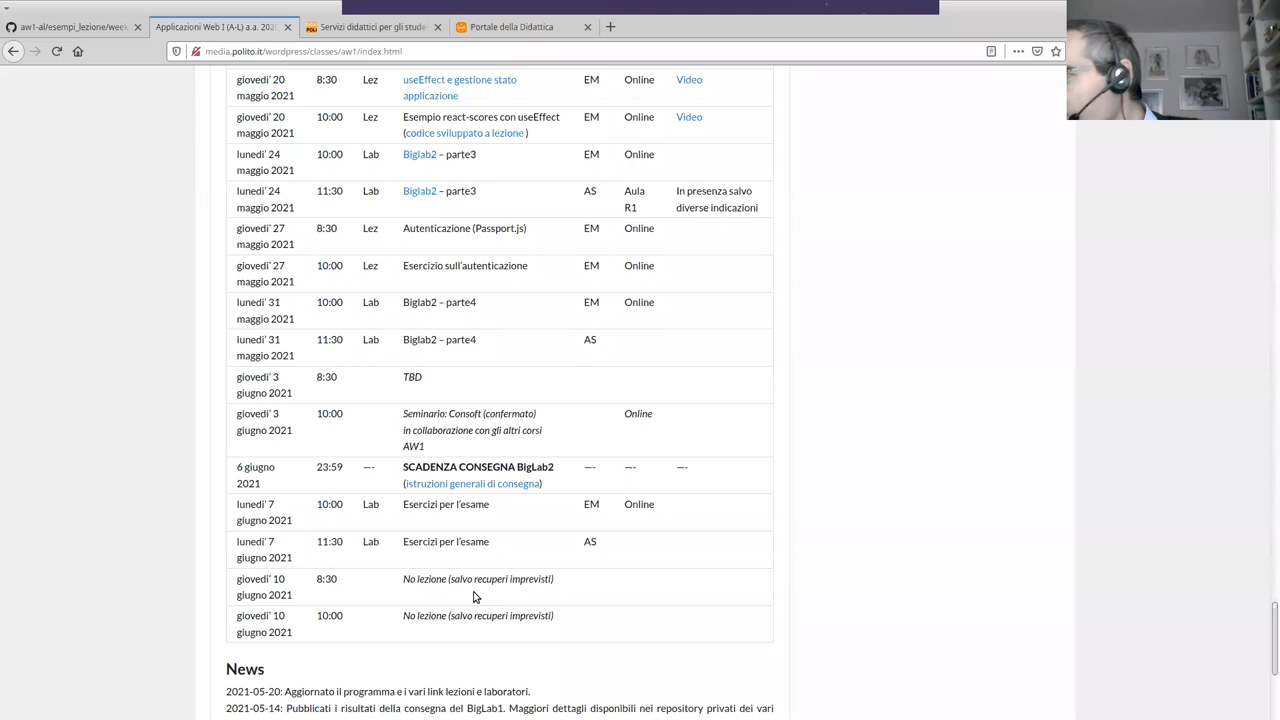 aw1-al/esempi_lezione/wee
Applicazioni Web I (A-L) a.a. 202
Servizi didattici per gli stude
Portale della Didattica
media.polito.it/wordpress/classes/aw1/index.html
giovedi' 20 8:30 Lez useEffect e gestione stato EM Online Video
maggio 2021 applicazione
giovedi' 20 10:00 Lez Esempio react-scores con useEffect EM Online Video
maggio 2021 (codice sviluppato a lezione )
lunedi' 24 10:00 Lab Biglab2 – parte3 EM Online
maggio 2021
lunedi' 24 11:30 Lab Biglab2 – parte3 AS Aula In presenza salvo
maggio 2021 R1 diverse indicazioni
giovedi' 27 8:30 Lez Autenticazione (Passport.js) EM Online
maggio 2021
giovedi' 27 10:00 Lez Esercizio sull'autenticazione EM Online
maggio 2021
lunedi' 31 10:00 Lab Biglab2 – parte4 EM Online
maggio 2021
lunedi' 31 11:30 Lab Biglab2 – parte4 AS
maggio 2021
giovedi' 3 8:30 TBD
giugno 2021
giovedi' 3 10:00 Seminario: Consoft (confermato) Online
giugno 2021 in collaborazione con gli altri corsi
AW1
6 giugno 23:59 —- SCADENZA CONSEGNA BigLab2 —- —- —-
2021 (istruzioni generali di consegna)
lunedi' 7 10:00 Lab Esercizi per l'esame EM Online
giugno 2021
lunedi' 7 11:30 Lab Esercizi per l'esame AS
giugno 2021
giovedi' 10 8:30 No lezione (salvo recuperi imprevisti)
giugno 2021
giovedi' 10 10:00 No lezione (salvo recuperi imprevisti)
giugno 2021
News
2021-05-20: Aggiornato il programma e i vari link lezioni e laboratori.
2021-05-14: Pubblicati i risultati della consegna del BigLab1. Maggiori dettagli disponibili nei repository privati dei vari